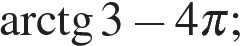 arctg 3 − 4π;